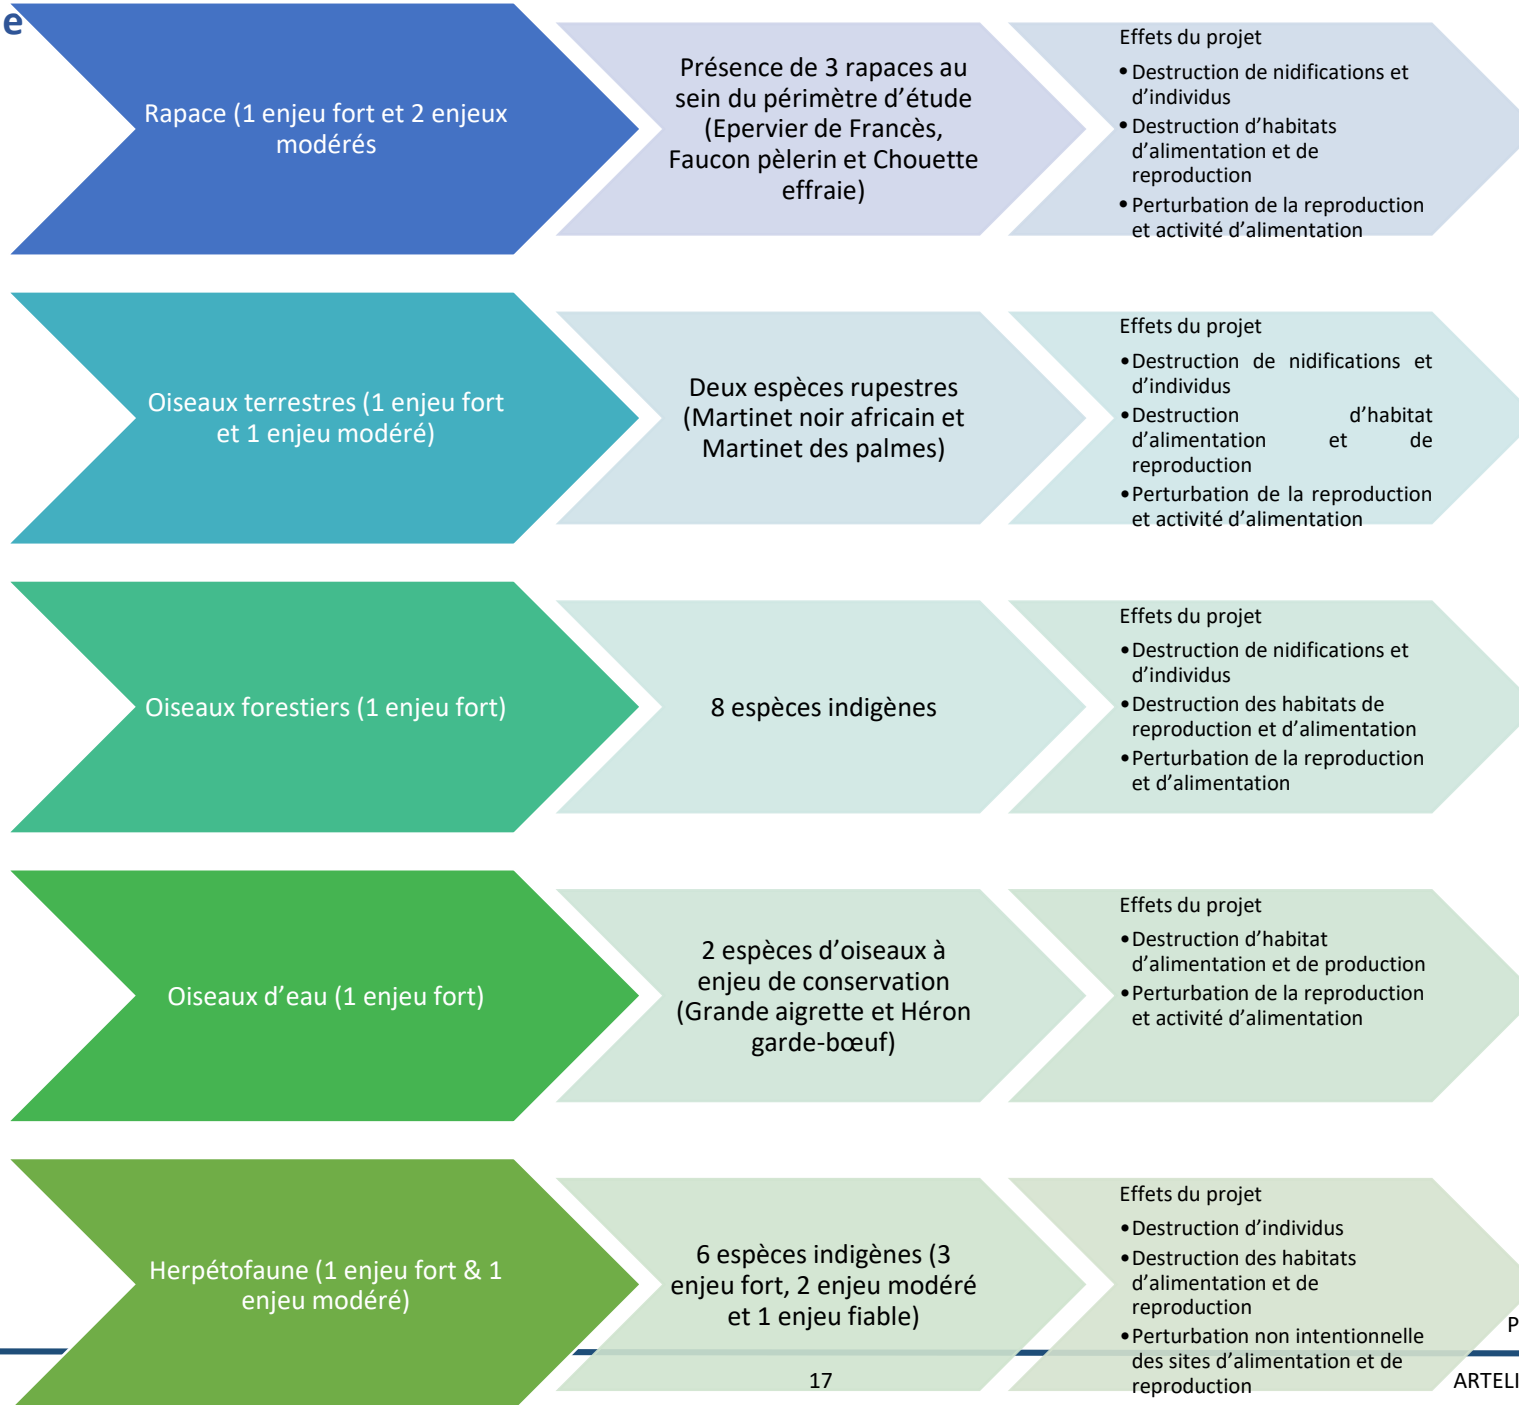 e
Rapace (1 enjeu fort et 2 enjeux
modérés
Présence de 3 rapaces au
sein du périmètre d’étude
(Epervier de Francès,
Faucon pèlerin et Chouette
effraie)
Effets du projet
• Destruction de nidifications et
d’individus
• Destruction d’habitats
d’alimentation et de
reproduction
• Perturbation de la reproduction
et activité d’alimentation
Oiseaux terrestres (1 enjeu fort
et 1 enjeu modéré)
Deux espèces rupestres
(Martinet noir africain et
Martinet des palmes)
Effets du projet
• Destruction de nidifications et
d’individus
• Destruction d’habitat
d’alimentation et de
reproduction
• Perturbation de la reproduction
et activité d’alimentation
Oiseaux forestiers (1 enjeu fort)
8 espèces indigènes
Effets du projet
• Destruction de nidifications et
d’individus
• Destruction des habitats de
reproduction et d’alimentation
• Perturbation de la reproduction
et d’alimentation
Oiseaux d’eau (1 enjeu fort)
2 espèces d’oiseaux à
enjeu de conservation
(Grande aigrette et Héron
garde-bœuf)
Effets du projet
• Destruction d’habitat
d’alimentation et de production
• Perturbation de la reproduction
et activité d’alimentation
Herpétofaune (1 enjeu fort & 1
enjeu modéré)
6 espèces indigènes (3
enjeu fort, 2 enjeu modéré
et 1 enjeu fiable)
Effets du projet
• Destruction d’individus
• Destruction des habitats
d’alimentation et de
reproduction
• Perturbation non intentionnelle
des sites d’alimentation et de
reproduction
P
17
ARTELI